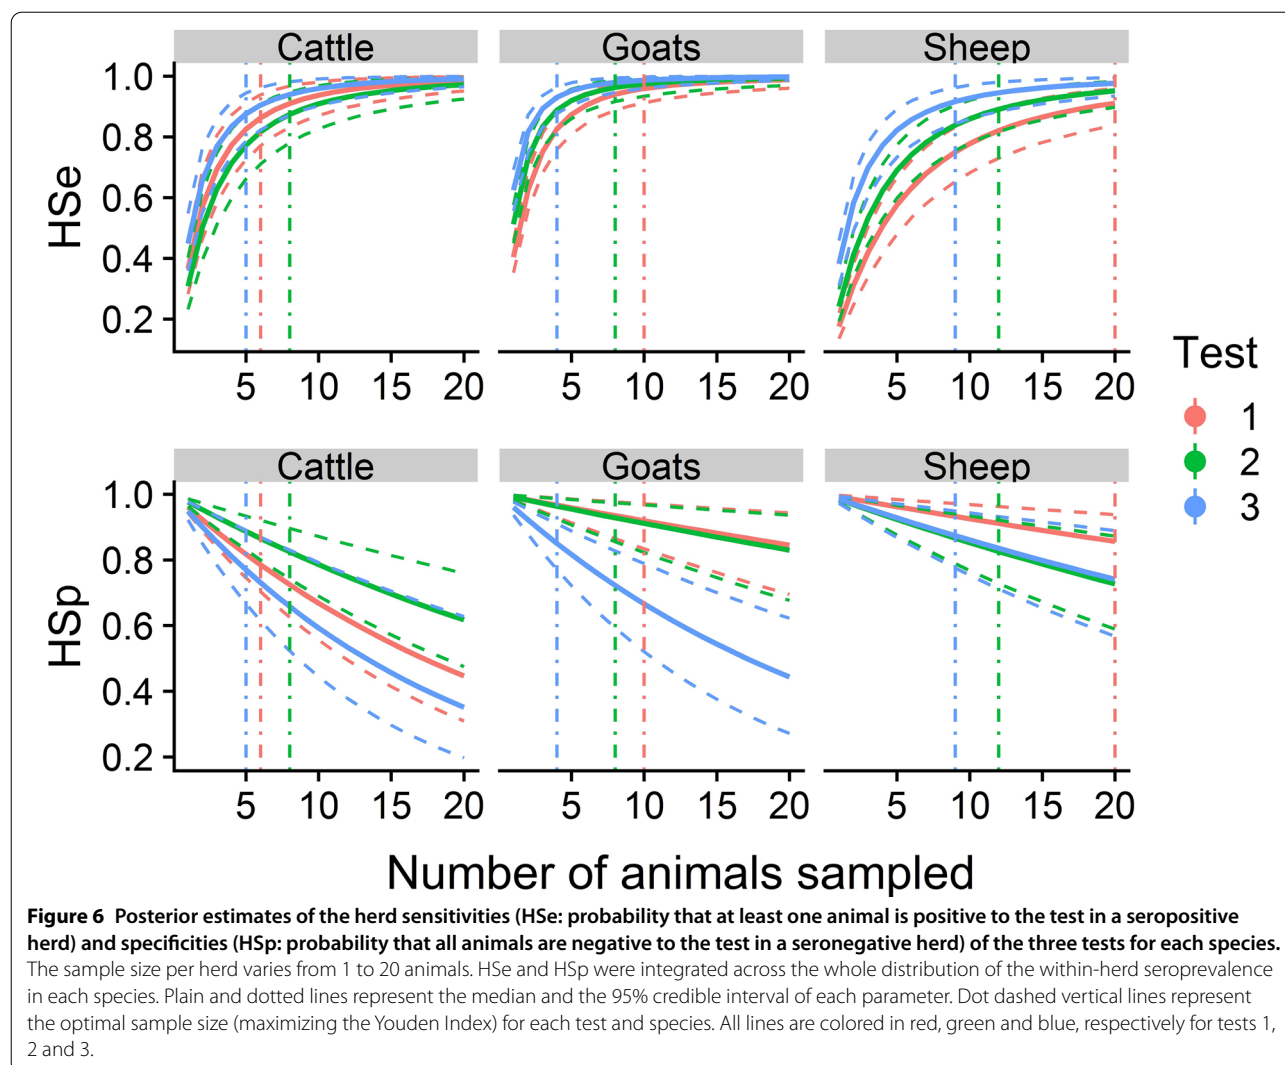 Cattle Goats Sheep
1.0
0.8
0.6
0.4
0.2
HSe
5 10 15 20 5 10 15 20 5 10 15 20
Test
1
2
3
Cattle Goats Sheep
1.0
0.8
0.6
0.4
0.2
HSp
5 10 15 20 5 10 15 20 5 10 15 20
Number of animals sampled
Figure 6 Posterior estimates of the herd sensitivities (HSe: probability that at least one animal is positive to the test in a seropositive
herd) and specificities (HSp: probability that all animals are negative to the test in a seronegative herd) of the three tests for each species.
The sample size per herd varies from 1 to 20 animals. HSe and HSp were integrated across the whole distribution of the within-herd seroprevalence
in each species. Plain and dotted lines represent the median and the 95% credible interval of each parameter. Dot dashed vertical lines represent
the optimal sample size (maximizing the Youden Index) for each test and species. All lines are colored in red, green and blue, respectively for tests 1,
2 and 3.